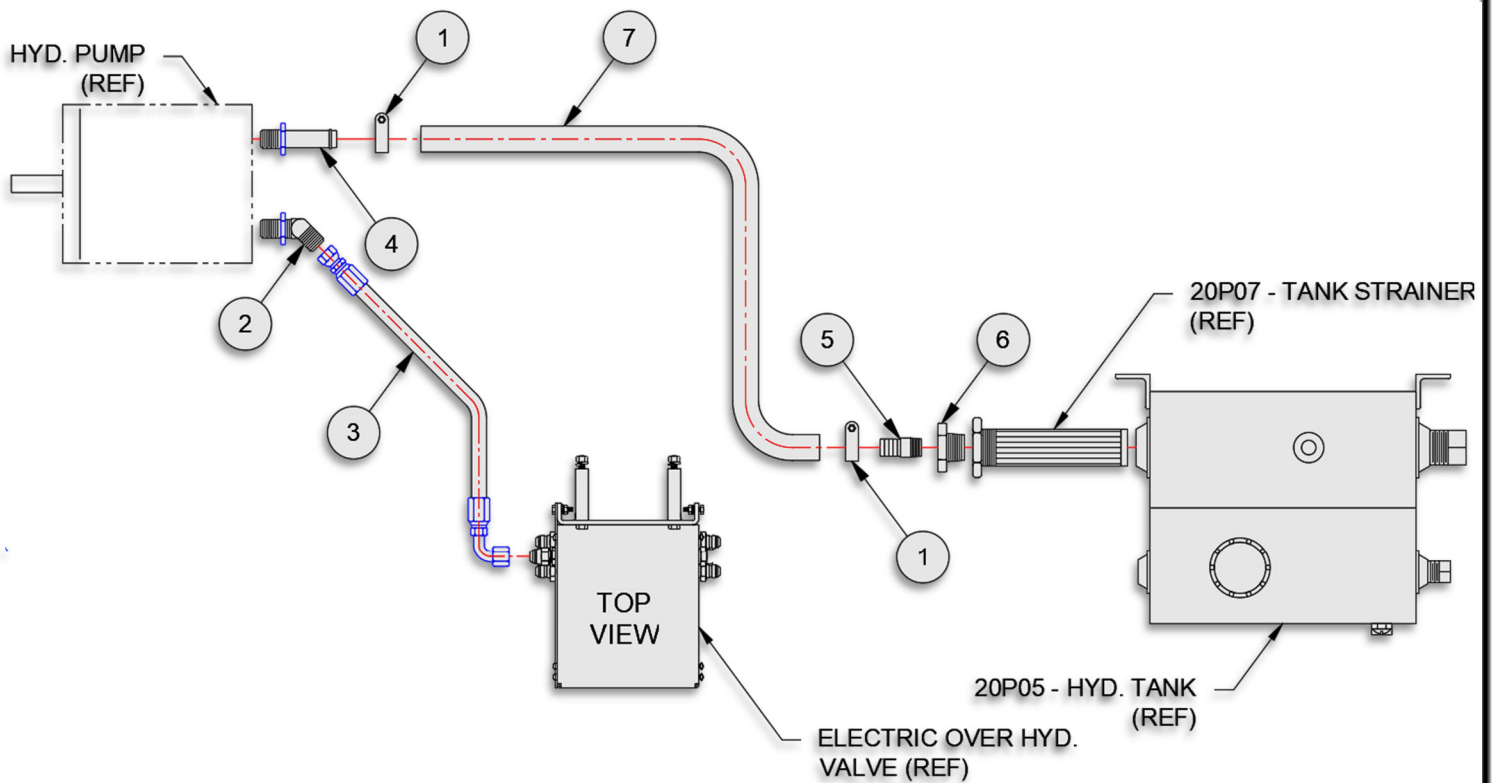 HYD. PUMP
(REF)
1
7
4
2
3
20P07 - TANK STRAINER
(REF)
5
6
1
TOP
VIEW
20P05 - HYD. TANK
(REF)
ELECTRIC OVER HYD.
VALVE (REF)